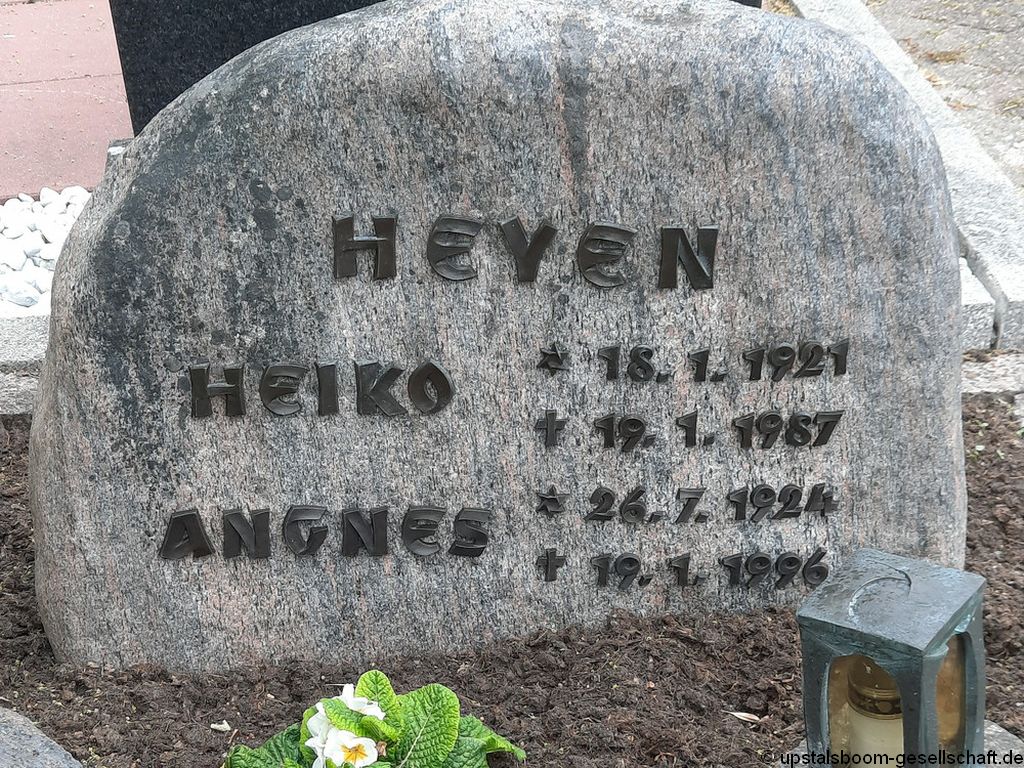 HEYEN
HEIKO * 18. 1. 1921
† 19. 1. 1987
ANGNES * 26. 7. 1924
† 19. 1. 1996
© upstalsboom-gesellschaft.de